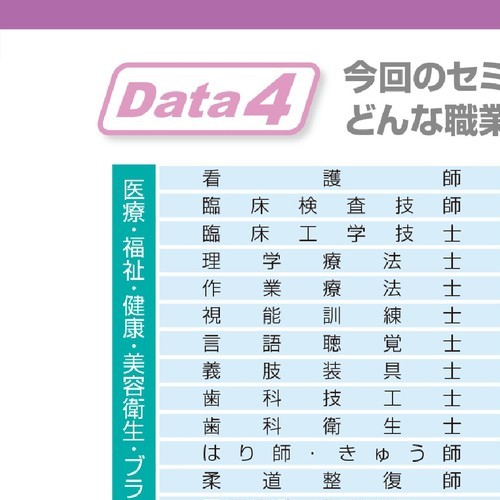 Data4
今回のセミ
どんな職業
医療・福祉・健康・美容衛生・ブラ
看護師
臨床検査技師
臨床工学技士
理学療法士
作業療法士
視能訓練士
言語聴覚士
義肢装具士
歯科技工士
歯科衛生士
はり師・きゅう師
柔道整復師